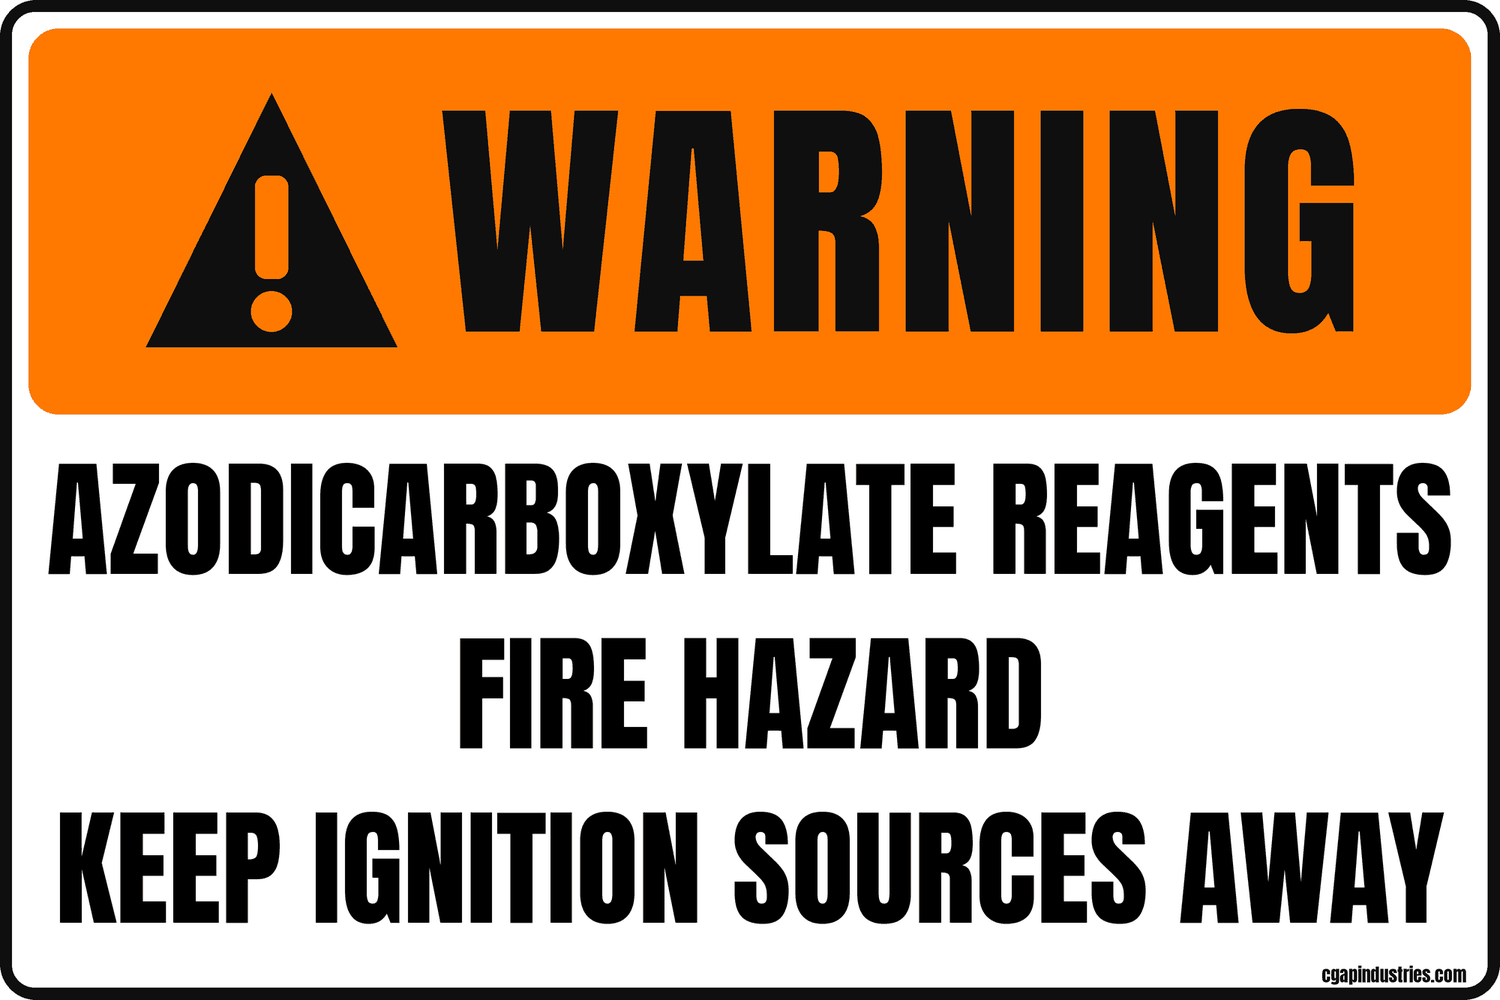 WARNING
AZODICARBOXYLATE REAGENTS
FIRE HAZARD
KEEP IGNITION SOURCES AWAY
cgapindustries.com